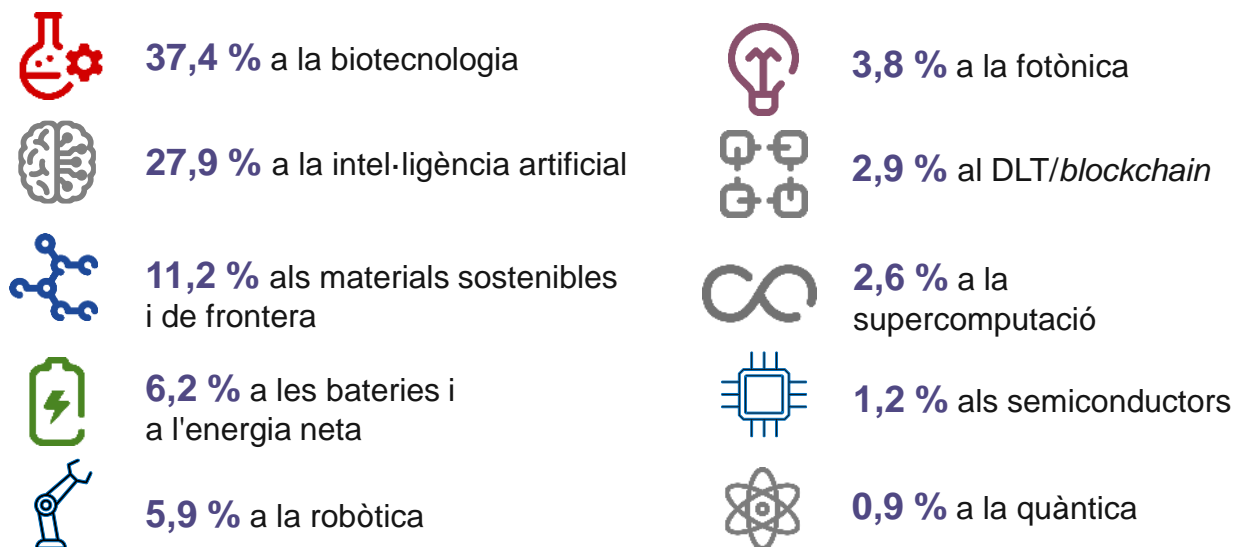 37,4 % a la biotecnologia
27,9 % a la intel·ligència artificial
11,2 % als materials sostenibles
i de frontera
6,2 % a les bateries i
a l'energia neta
5,9 % a la robòtica
3,8 % a la fotònica
2,9 % al DLT/blockchain
2,6 % a la
supercomputació
1,2 % als semiconductors
0,9 % a la quàntica